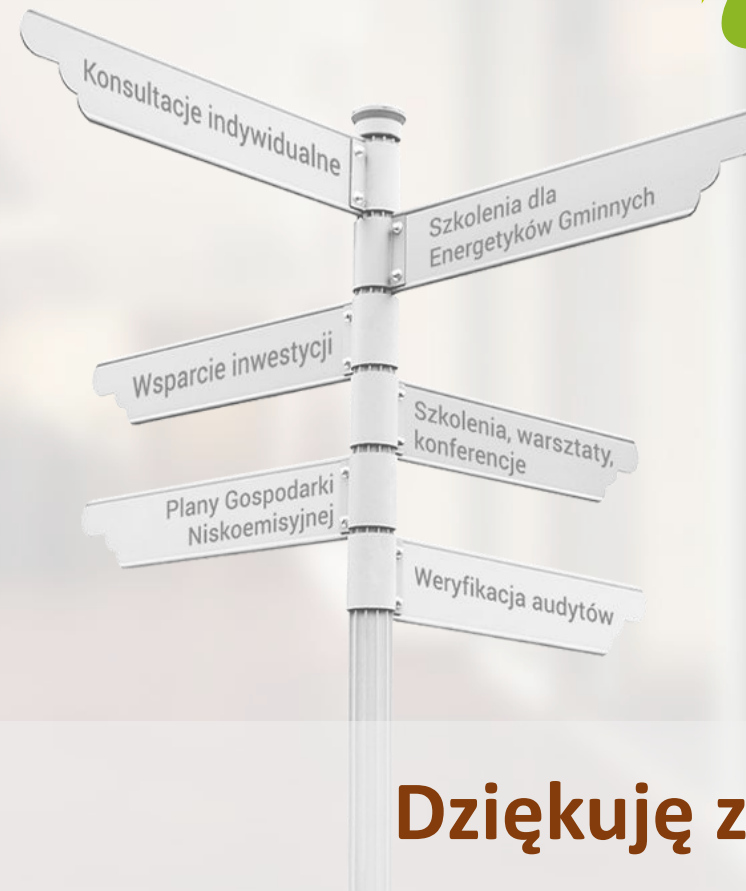 Konsultacje indywidualne
Szkolenia dla
Energetyków Gminnych
Wsparcie inwestycji
Szkolenia, warsztaty,
konferencje
Plany Gospodarki
Niskoemisyjnej
Weryfikacja audytów
Dziękuję z